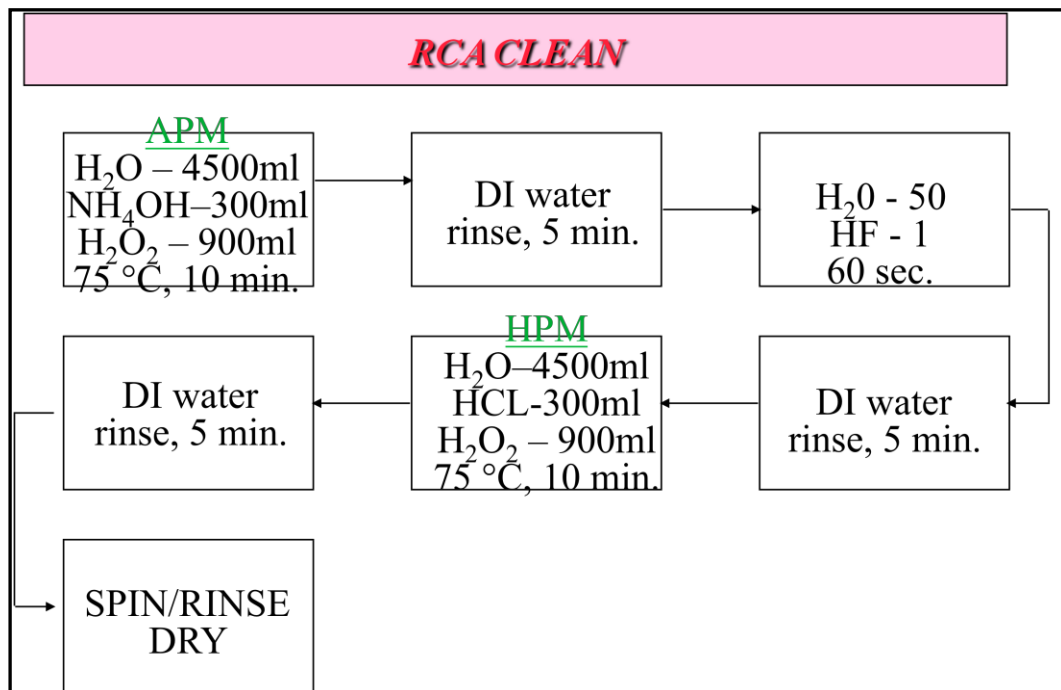 RCA CLEAN
APM
H₂O – 4500ml
NH₄OH–300ml
H₂O₂ – 900ml
75 °C, 10 min.
DI water
rinse, 5 min.
H₂0 - 50
HF - 1
60 sec.
DI water
rinse, 5 min.
HPM
H₂O–4500ml
HCL-300ml
H₂O₂ – 900ml
75 °C, 10 min.
DI water
rinse, 5 min.
SPIN/RINSE
DRY